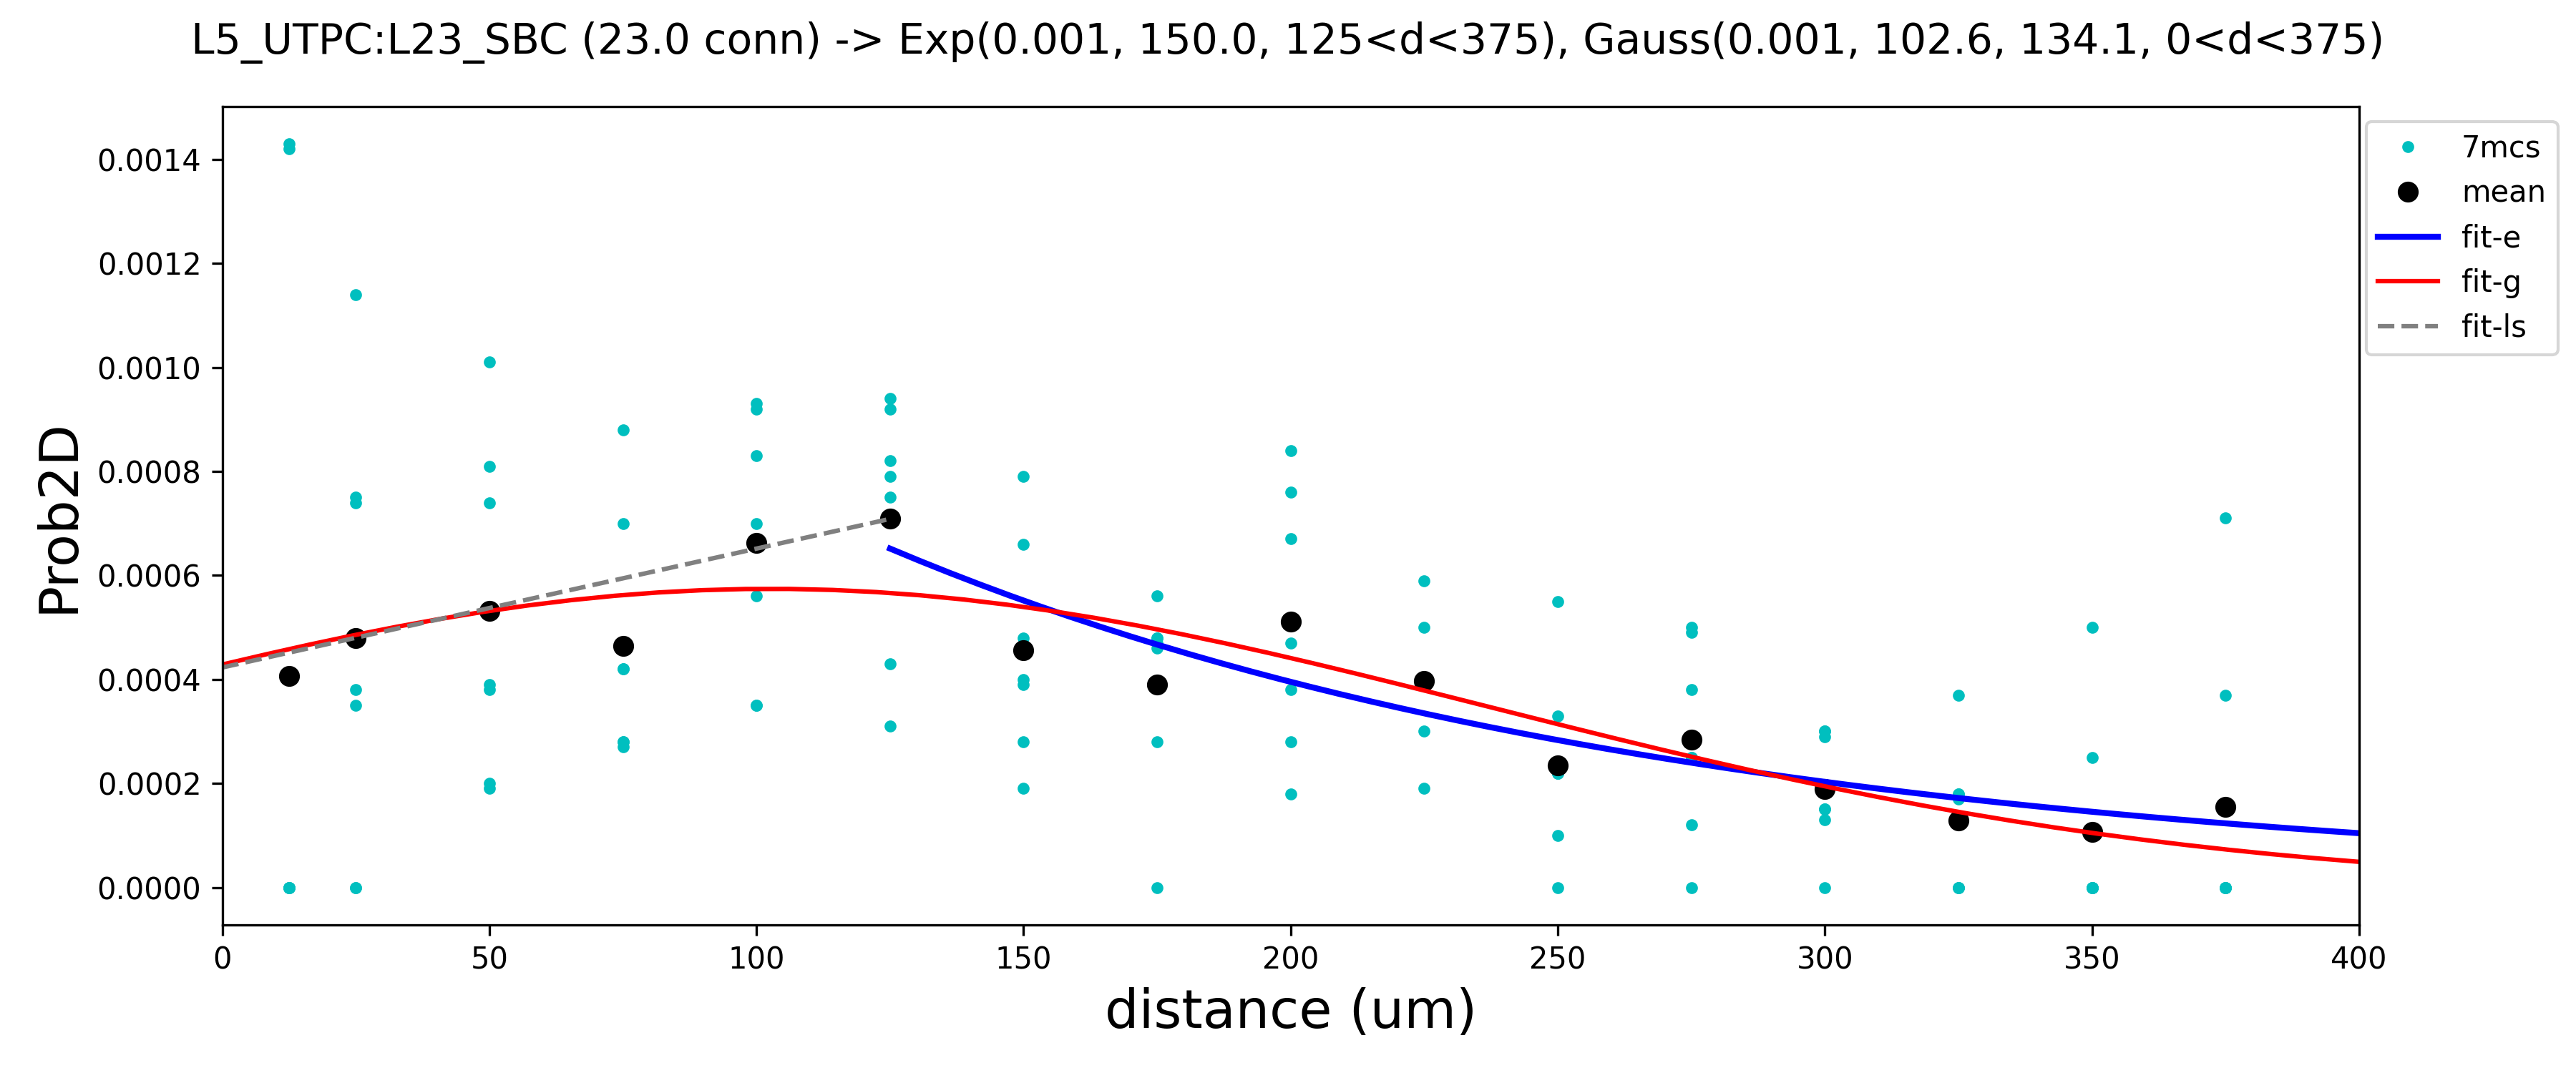 L5_UTPC:L23_SBC (23.0 conn) -> Exp(0.001, 150.0, 125<d<375), Gauss(0.001, 102.6, 134.1, 0<d<375)
0.0014
0.0012
0.0010
0.0008
0.0006
0.0004
0.0002
0.0000
Prob2D
0 50 100 150 200 250 300 350 400
distance (um)
7mcs
mean
fit-e
fit-g
fit-ls